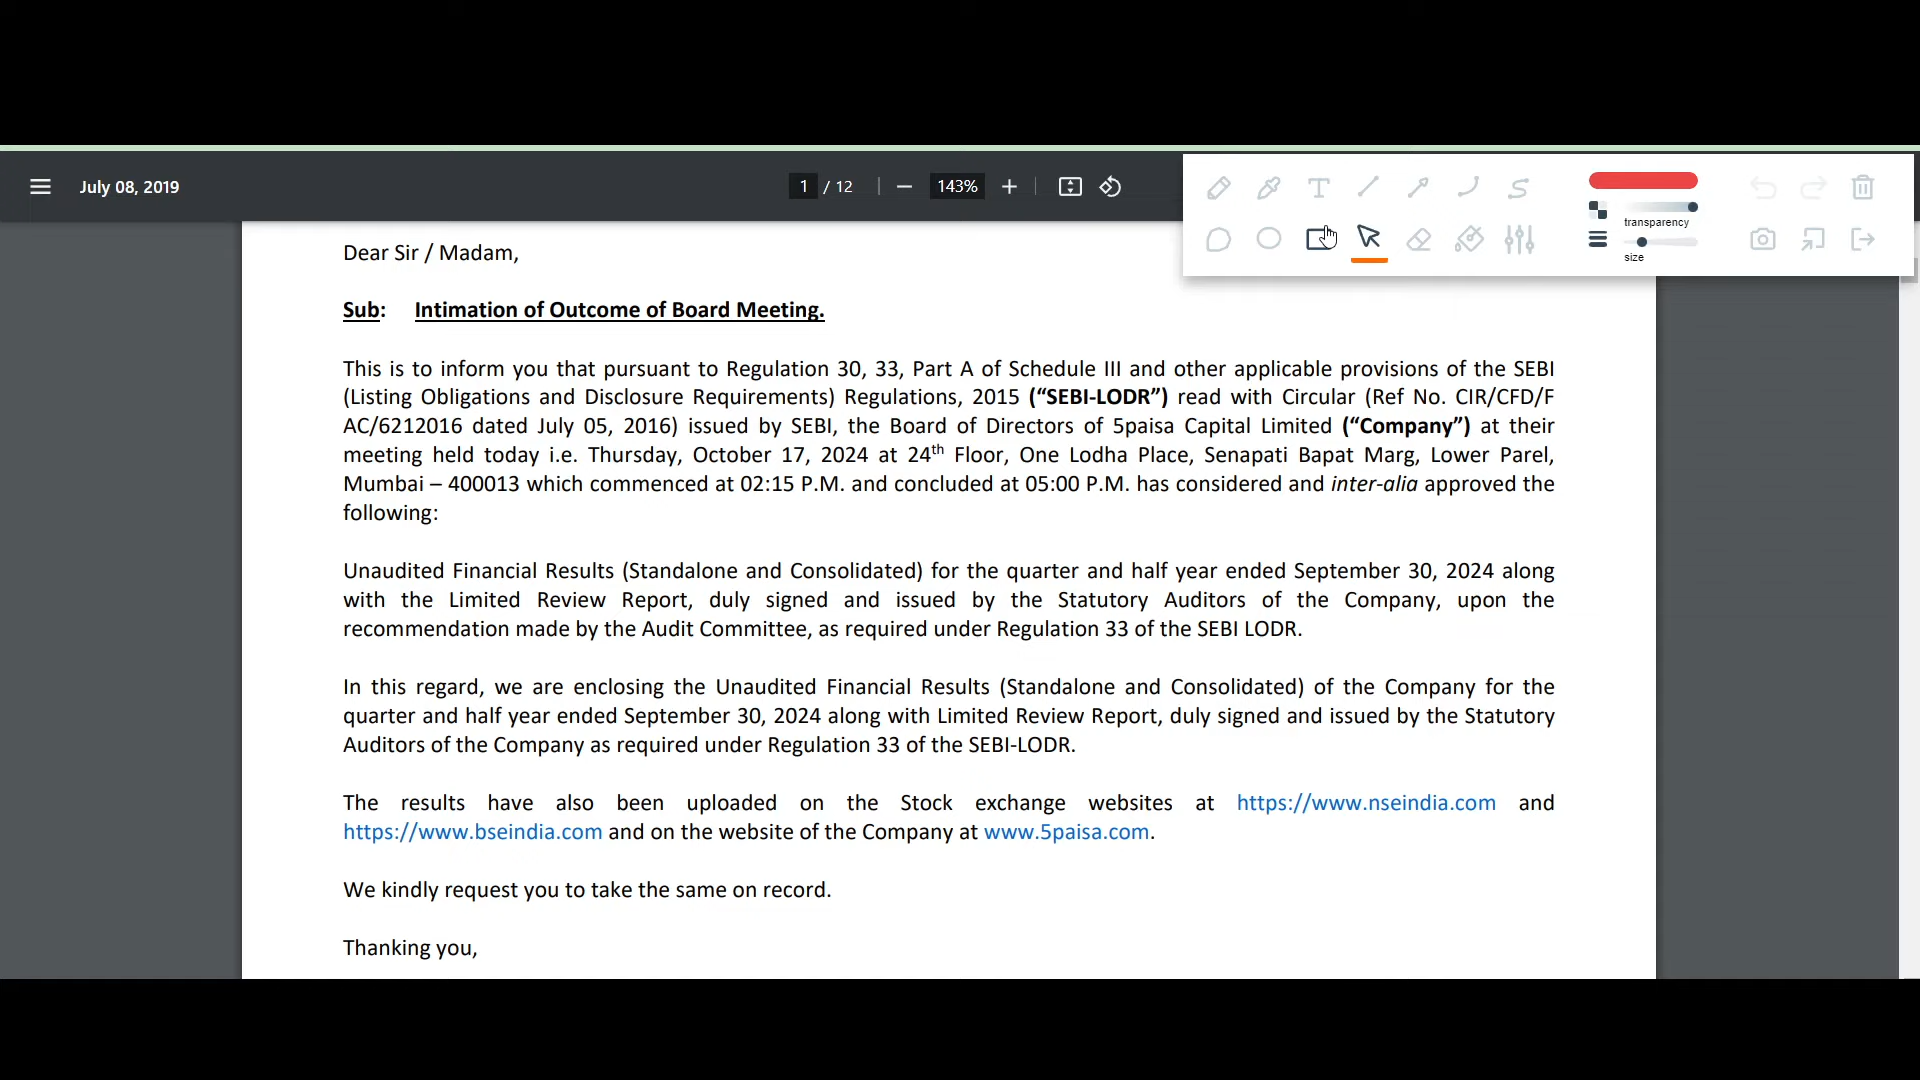 July 08, 2019
1 / 12
143%
transparency
size
Dear Sir / Madam,
Sub: Intimation of Outcome of Board Meeting.
This is to inform you that pursuant to Regulation 30, 33, Part A of Schedule III and other applicable provisions of the SEBI
(Listing Obligations and Disclosure Requirements) Regulations, 2015 (“SEBI-LODR”) read with Circular (Ref No. CIR/CFD/F
AC/6212016 dated July 05, 2016) issued by SEBI, the Board of Directors of 5paisa Capital Limited (“Company”) at their
meeting held today i.e. Thursday, October 17, 2024 at 24th Floor, One Lodha Place, Senapati Bapat Marg, Lower Parel,
Mumbai – 400013 which commenced at 02:15 P.M. and concluded at 05:00 P.M. has considered and inter-alia approved the
following:
Unaudited Financial Results (Standalone and Consolidated) for the quarter and half year ended September 30, 2024 along
with the Limited Review Report, duly signed and issued by the Statutory Auditors of the Company, upon the
recommendation made by the Audit Committee, as required under Regulation 33 of the SEBI LODR.
In this regard, we are enclosing the Unaudited Financial Results (Standalone and Consolidated) of the Company for the
quarter and half year ended September 30, 2024 along with Limited Review Report, duly signed and issued by the Statutory
Auditors of the Company as required under Regulation 33 of the SEBI-LODR.
The results have also been uploaded on the Stock exchange websites at https://www.nseindia.com and
https://www.bseindia.com and on the website of the Company at www.5paisa.com.
We kindly request you to take the same on record.
Thanking you,